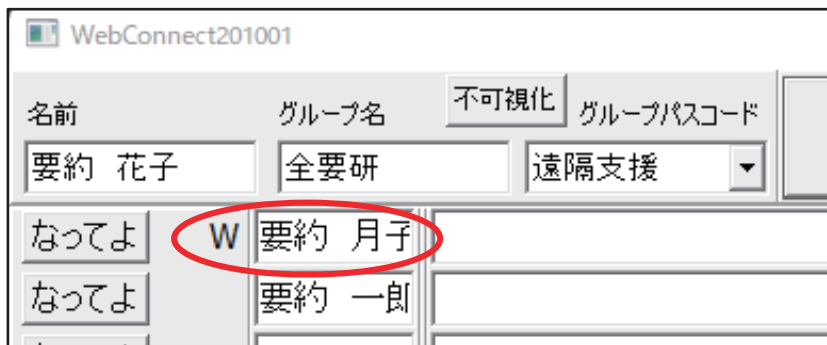 WebConnect201001
名前 グループ名 不可視化 グループパスコード
要約 花子 全要研 遠隔支援
なってよ W 要約 月子
なってよ 要約 一郎